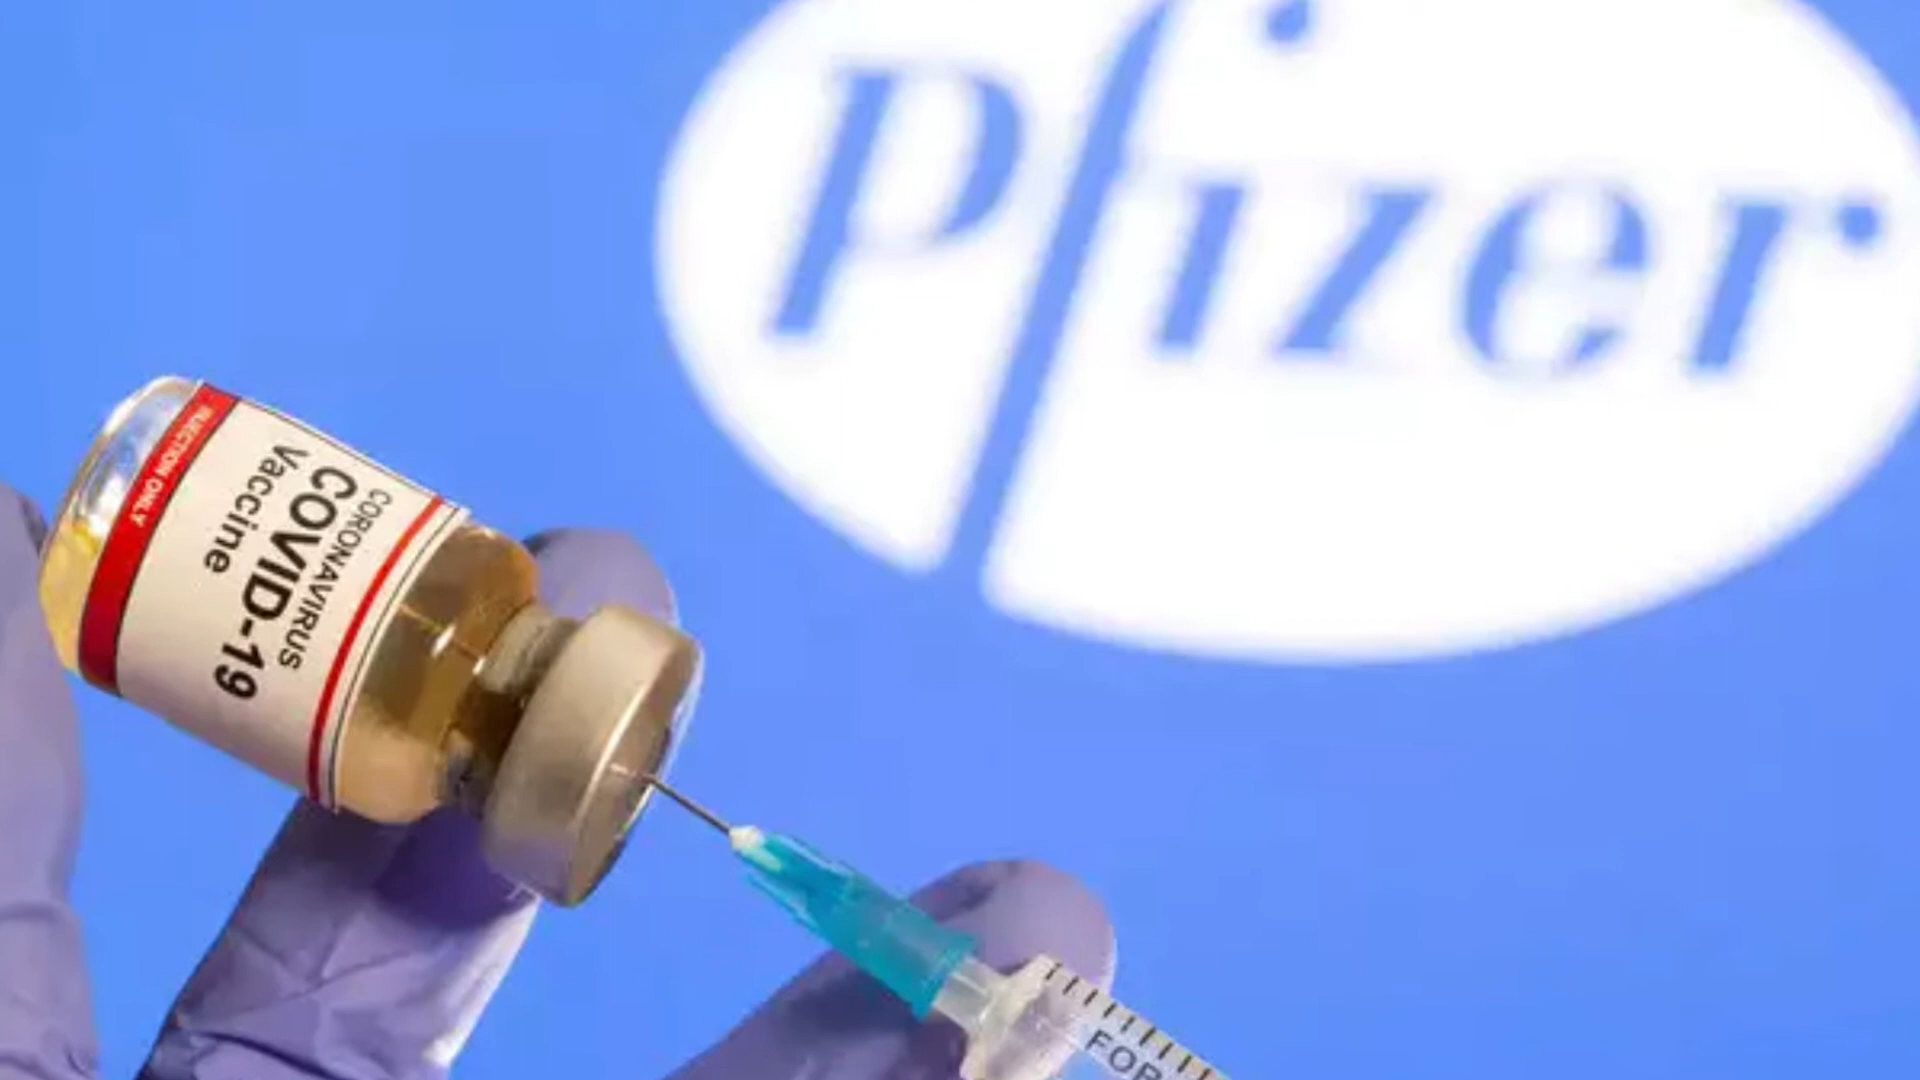 Pfizer
CORONAVIRUS
COVID-19
Vaccine
INJECTION ONLY
FOR